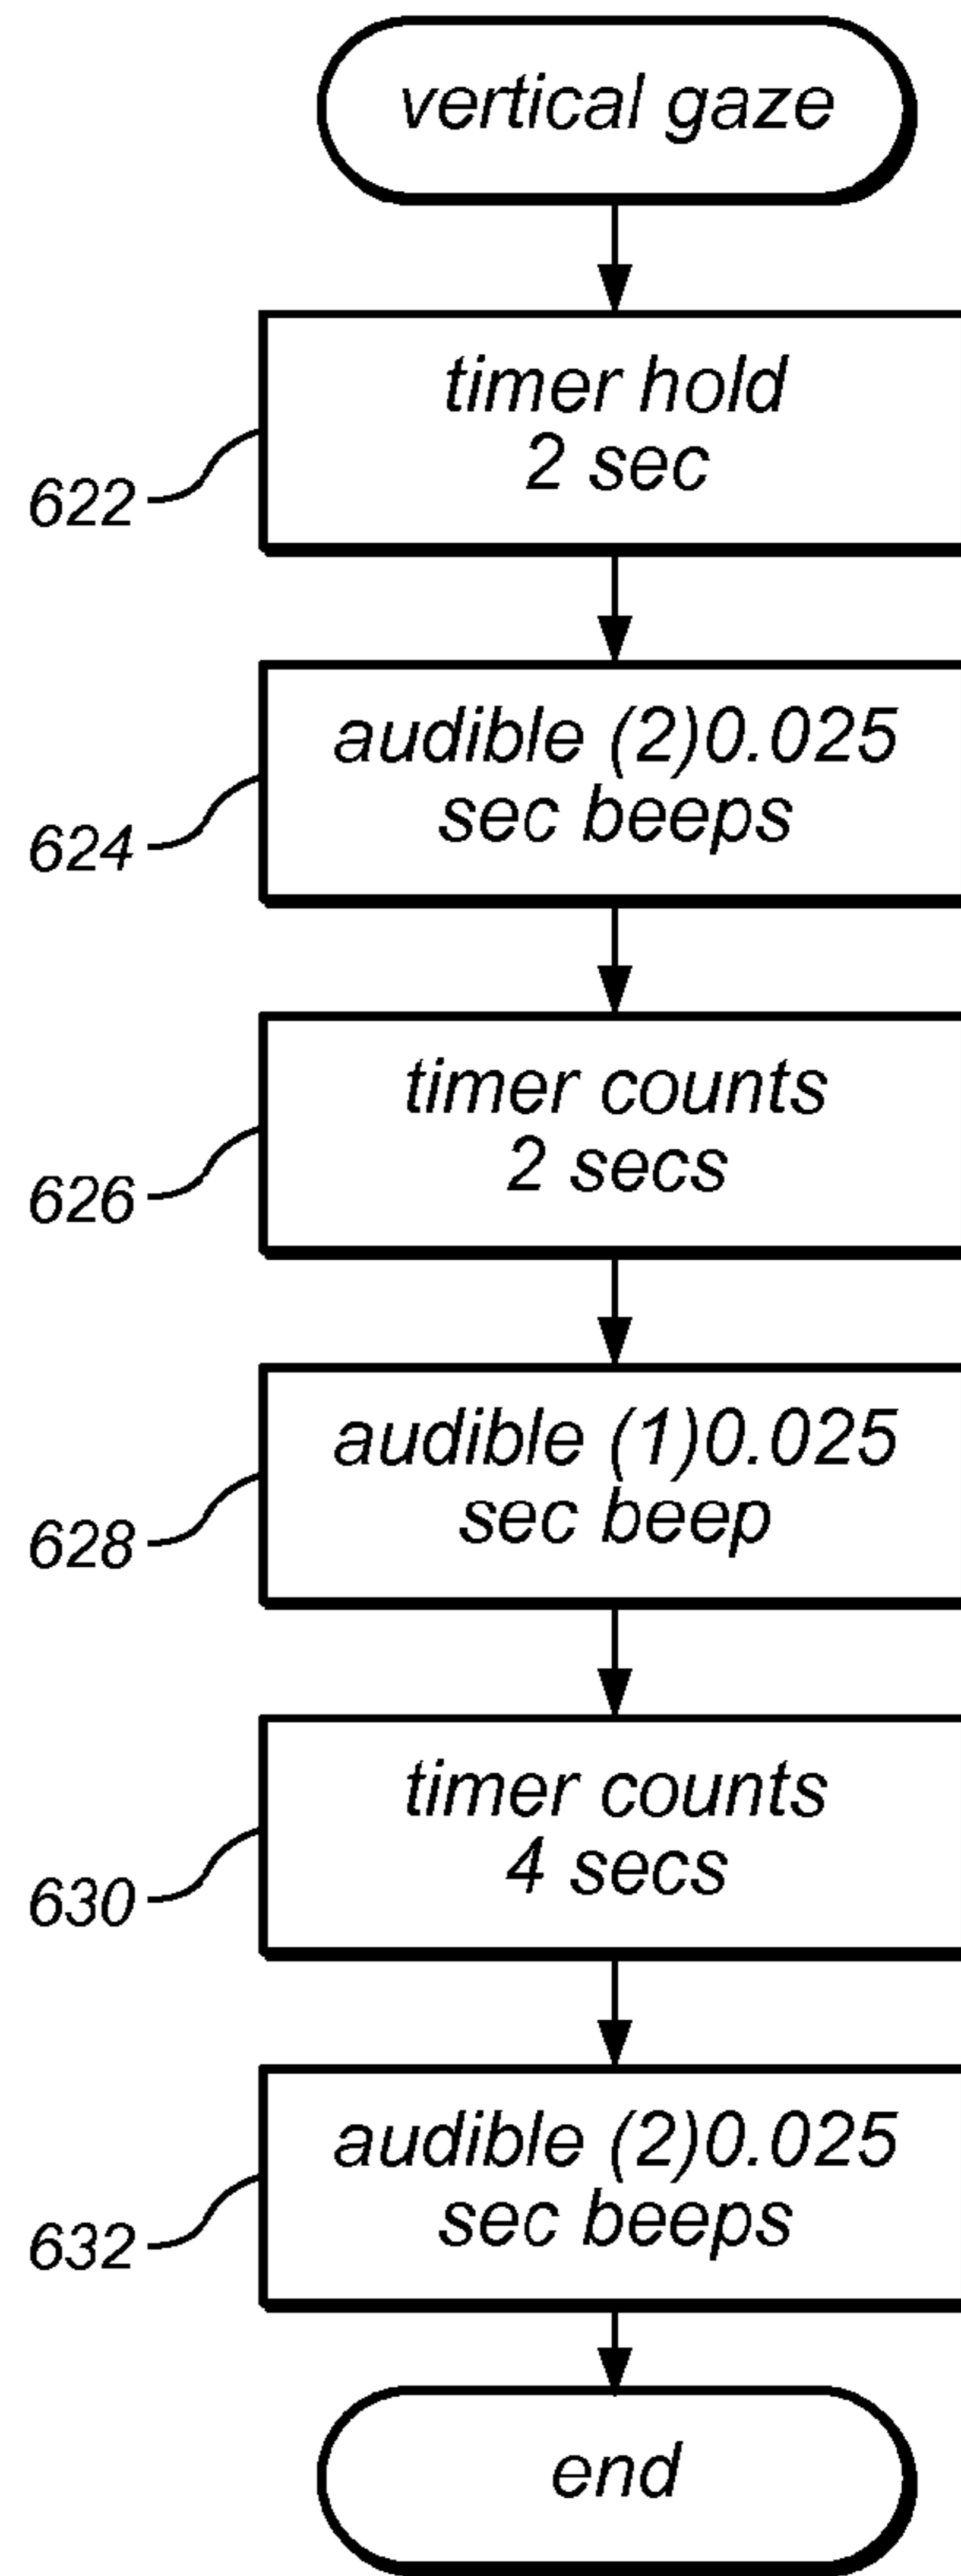 vertical gaze
timer hold
2 sec
622
audible (2)0.025
sec beeps
624
timer counts
2 secs
626
audible (1)0.025
sec beep
628
timer counts
4 secs
630
audible (2)0.025
sec beeps
632
end